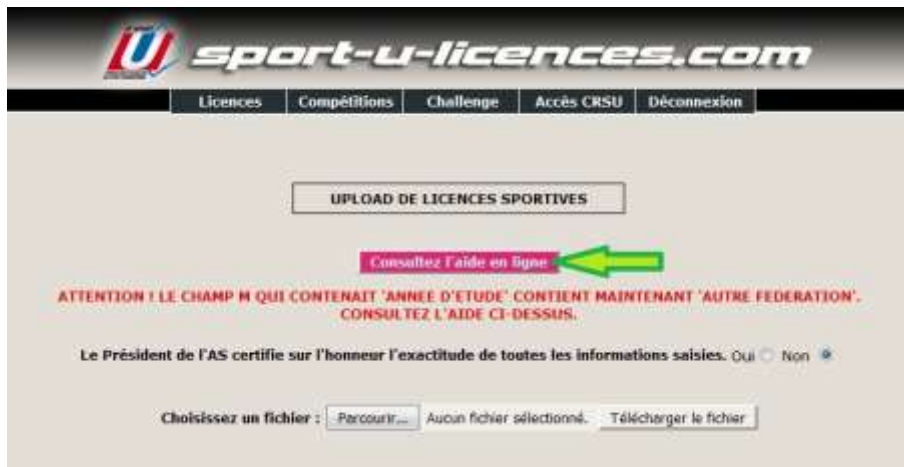 U sport-u-licences.com
Licences Compétitions Challenge Accès CRSU Déconnexion
UPLOAD DE LICENCES SPORTIVES
Consultez l'aide en ligne
ATTENTION ! LE CHAMP M QUI CONTENAIT 'ANNEE D'ETUDE' CONTIENT MAINTENANT 'AUTRE FEDERATION'.
CONSULTEZ L'AIDE CI-DESSUS.
Le Président de l'AS certifie sur l'honneur l'exactitude de toutes les informations saisies. Oui Non
Choisissez un fichier : Parcourir... Aucun fichier sélectionné. Télécharger le fichier